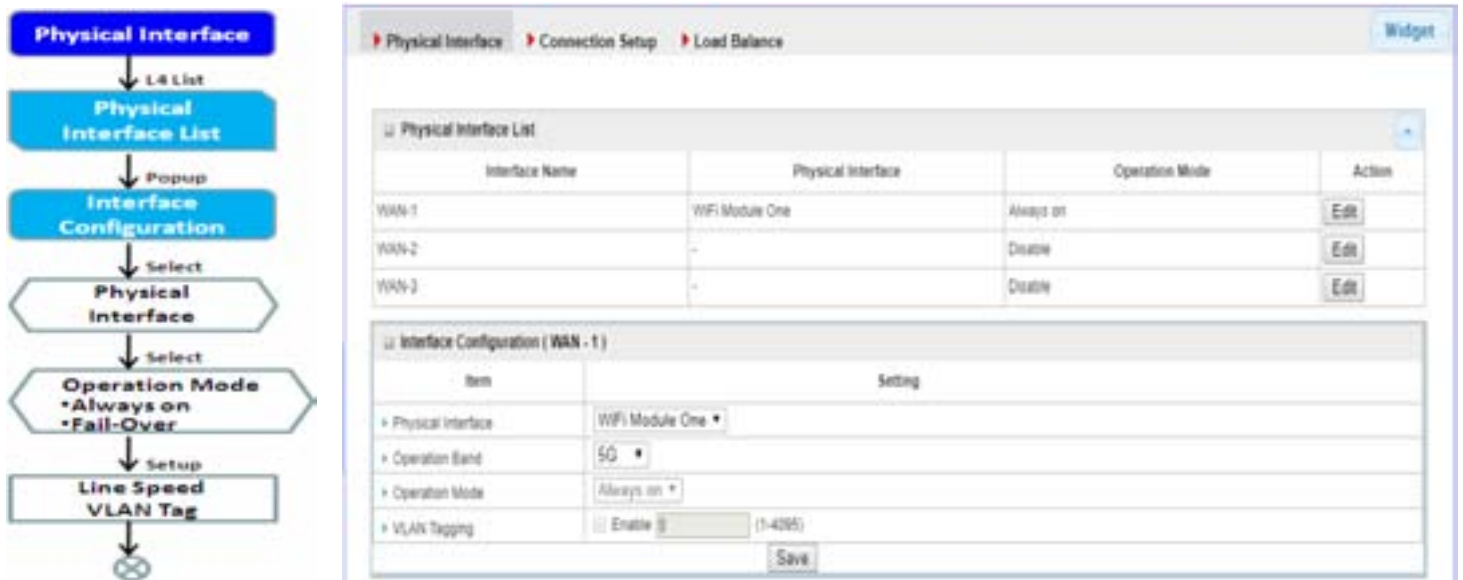 Physical Interface
L4 List
Physical
Interface List
Popup
Interface
Configuration
Select
Physical
Interface
Select
Operation Mode
•Always on
•Fail-Over
Setup
Line Speed
VLAN Tag
Physical Interface Connection Setup Load Balance Widget
Physical Interface List
Interface Name Physical Interface Operation Mode Action
WAN-1 WiFi Module One Always on Edit
WAN-2 - Disable Edit
WAN-3 - Disable Edit
Interface Configuration ( WAN - 1 )
Item Setting
Physical Interface WiFi Module One
Operation Band 5G
Operation Mode Always on
VLAN Tagging Enable 0 (1-4095)
Save